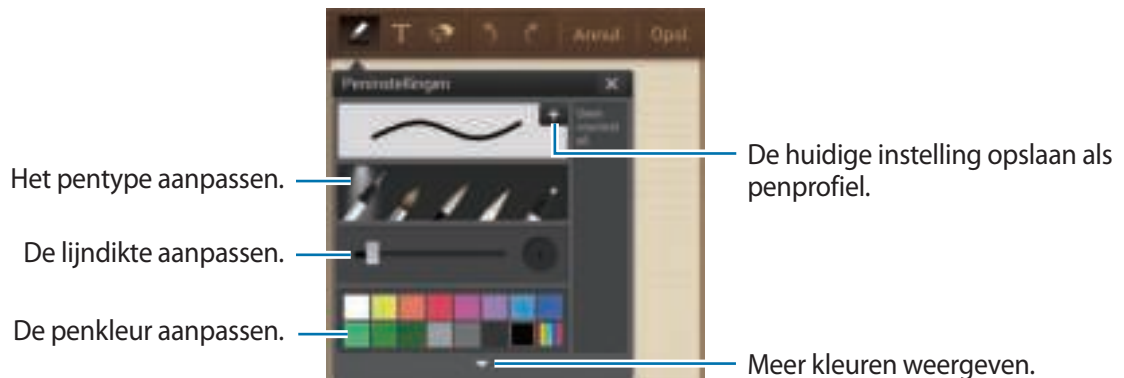 T Annul. Opsl.
Peninstellingen
De huidige instelling opslaan als
penprofiel.
Het pentype aanpassen.
De lijndikte aanpassen.
De penkleur aanpassen.
Meer kleuren weergeven.